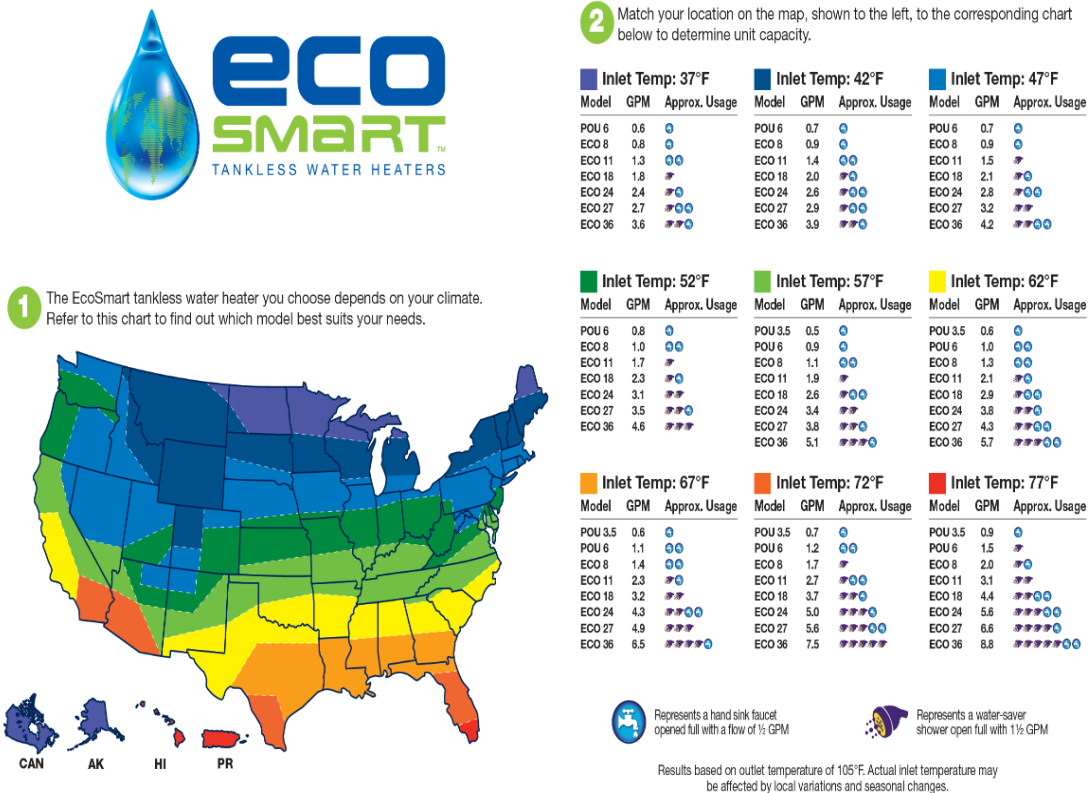 eco
smart™
TANKLESS WATER HEATERS
1
The EcoSmart tankless water heater you choose depends on your climate.
Refer to this chart to find out which model best suits your needs.
CAN
AK
HI
PR
2
Match your location on the map, shown to the left, to the corresponding chart
below to determine unit capacity.
Inlet Temp: 37°F
Model GPM Approx. Usage
POU 6 0.6
ECO 8 0.8
ECO 11 1.3
ECO 18 1.8
ECO 24 2.4
ECO 27 2.7
ECO 36 3.6
Inlet Temp: 42°F
Model GPM Approx. Usage
POU 6 0.7
ECO 8 0.9
ECO 11 1.4
ECO 18 2.0
ECO 24 2.6
ECO 27 2.9
ECO 36 3.9
Inlet Temp: 47°F
Model GPM Approx. Usage
POU 6 0.7
ECO 8 0.9
ECO 11 1.5
ECO 18 2.1
ECO 24 2.8
ECO 27 3.2
ECO 36 4.2
Inlet Temp: 52°F
Model GPM Approx. Usage
POU 6 0.8
ECO 8 1.0
ECO 11 1.7
ECO 18 2.3
ECO 24 3.1
ECO 27 3.5
ECO 36 4.6
Inlet Temp: 57°F
Model GPM Approx. Usage
POU 3.5 0.5
POU 6 0.9
ECO 8 1.1
ECO 11 1.9
ECO 18 2.6
ECO 24 3.4
ECO 27 3.8
ECO 36 5.1
Inlet Temp: 62°F
Model GPM Approx. Usage
POU 3.5 0.6
POU 6 1.0
ECO 8 1.3
ECO 11 2.1
ECO 18 2.9
ECO 24 3.8
ECO 27 4.3
ECO 36 5.7
Inlet Temp: 67°F
Model GPM Approx. Usage
POU 3.5 0.6
POU 6 1.1
ECO 8 1.4
ECO 11 2.3
ECO 18 3.2
ECO 24 4.3
ECO 27 4.9
ECO 36 6.5
Inlet Temp: 72°F
Model GPM Approx. Usage
POU 3.5 0.7
POU 6 1.2
ECO 8 1.7
ECO 11 2.7
ECO 18 3.7
ECO 24 5.0
ECO 27 5.6
ECO 36 7.5
Inlet Temp: 77°F
Model GPM Approx. Usage
POU 3.5 0.9
POU 6 1.5
ECO 8 2.0
ECO 11 3.1
ECO 18 4.4
ECO 24 5.6
ECO 27 6.6
ECO 36 8.8
Represents a hand sink faucet
opened full with a flow of ½ GPM
Represents a water-saver
shower open full with 1½ GPM
Results based on outlet temperature of 105°F. Actual inlet temperature may
be affected by local variations and seasonal changes.